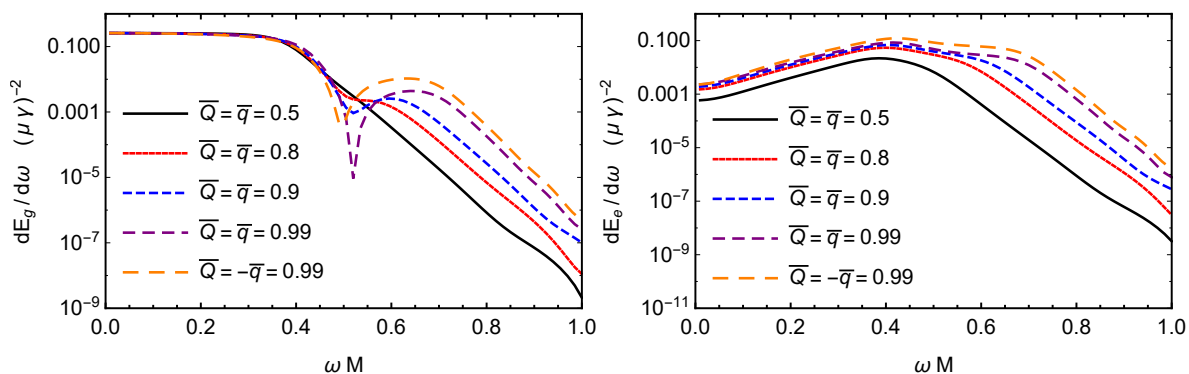 dE_g / dω (μ γ)^-2
0.100
0.001
10^-5
10^-7
10^-9
Q̅ = q̅ = 0.5
Q̅ = q̅ = 0.8
Q̅ = q̅ = 0.9
Q̅ = q̅ = 0.99
Q̅ = -q̅ = 0.99
0.0 0.2 0.4 0.6 0.8 1.0
ω M
dE_e / dω (μ γ)^-2
0.100
0.001
10^-5
10^-7
10^-9
10^-11
Q̅ = q̅ = 0.5
Q̅ = q̅ = 0.8
Q̅ = q̅ = 0.9
Q̅ = q̅ = 0.99
Q̅ = -q̅ = 0.99
0.0 0.2 0.4 0.6 0.8 1.0
ω M